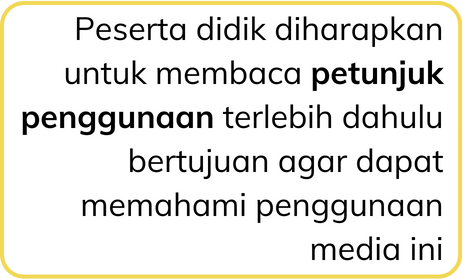 Peserta didik diharapkan
untuk membaca petunjuk
penggunaan terlebih dahulu
bertujuan agar dapat
memahami penggunaan
media ini